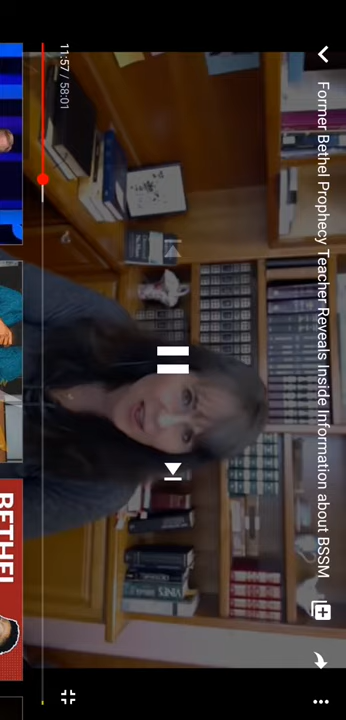 Former Bethel Prophecy Teacher Reveals Inside Information about BSSM
11:57 / 58:01
BETHEL